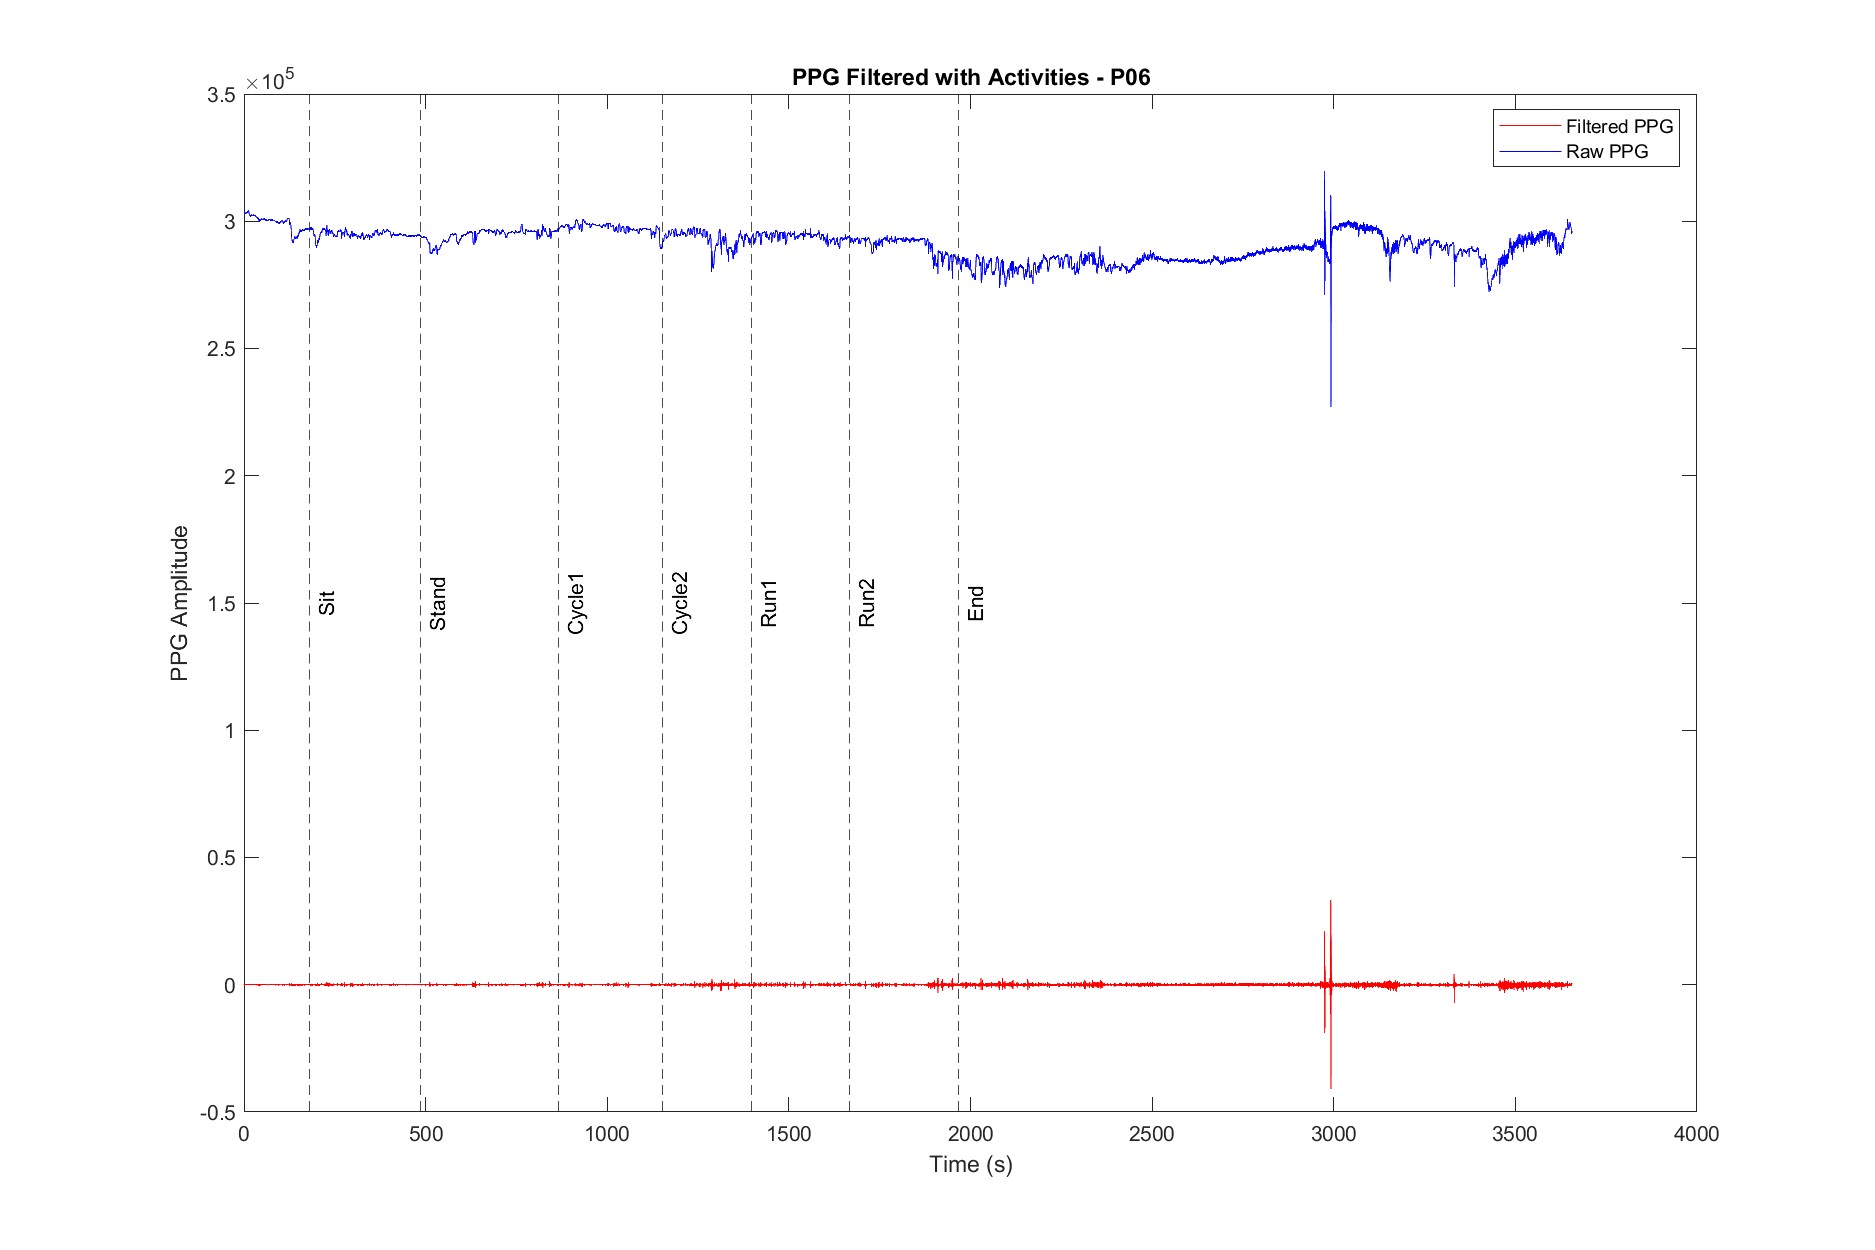 PPG Filtered with Activities - P06
×10^5
Filtered PPG
Raw PPG
3.5
3
2.5
2
1.5
1
0.5
0
-0.5
PPG Amplitude
Sit
Stand
Cycle1
Cycle2
Run1
Run2
End
0 500 1000 1500 2000 2500 3000 3500 4000
Time (s)